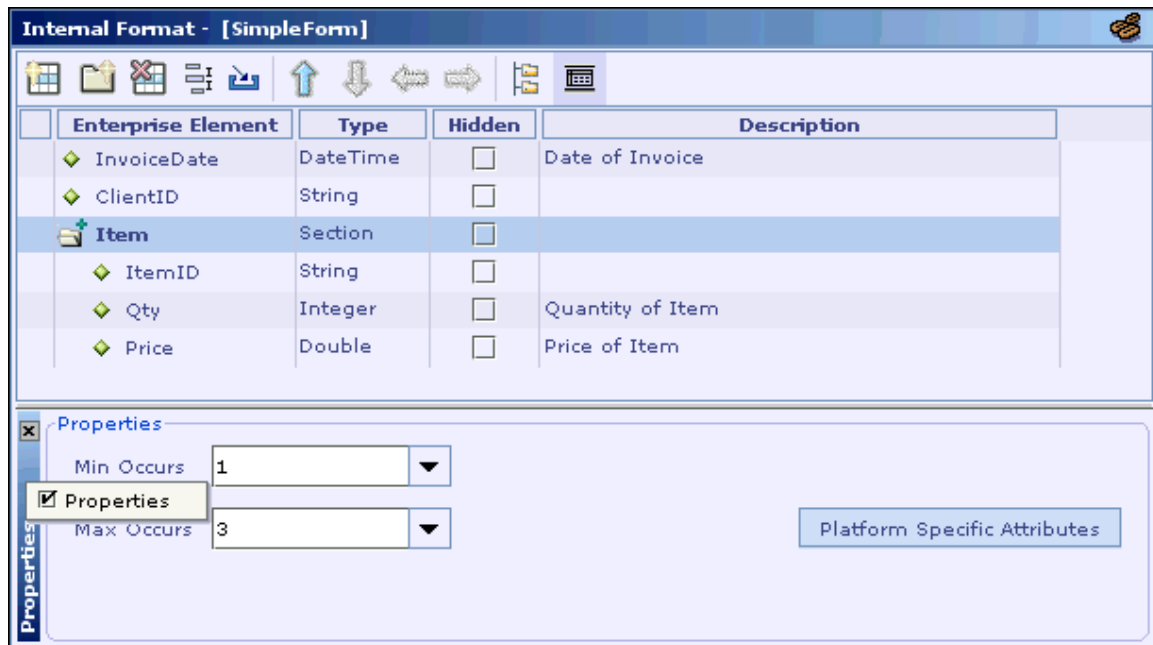 Internal Format - [SimpleForm]
Enterprise Element Type Hidden Description
InvoiceDate DateTime Date of Invoice
ClientID String
Item Section
ItemID String
Qty Integer Quantity of Item
Price Double Price of Item
Properties
Min Occurs 1
Properties
Max Occurs 3 Platform Specific Attributes
Properties